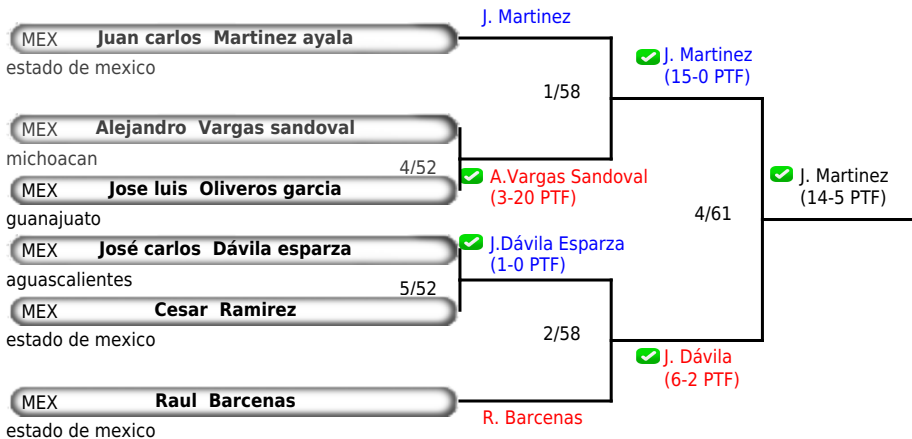 J. Martinez
MEX Juan carlos Martinez ayala
estado de mexico
J. Martinez
(15-0 PTF)
1/58
MEX Alejandro Vargas sandoval
michoacan
4/52
A.Vargas Sandoval
(3-20 PTF)
MEX Jose luis Oliveros garcia
guanajuato
J. Martinez
(14-5 PTF)
4/61
MEX José carlos Dávila esparza
aguascalientes
J.Dávila Esparza
(1-0 PTF)
5/52
MEX Cesar Ramirez
estado de mexico
2/58
J. Dávila
(6-2 PTF)
MEX Raul Barcenas
estado de mexico
R. Barcenas